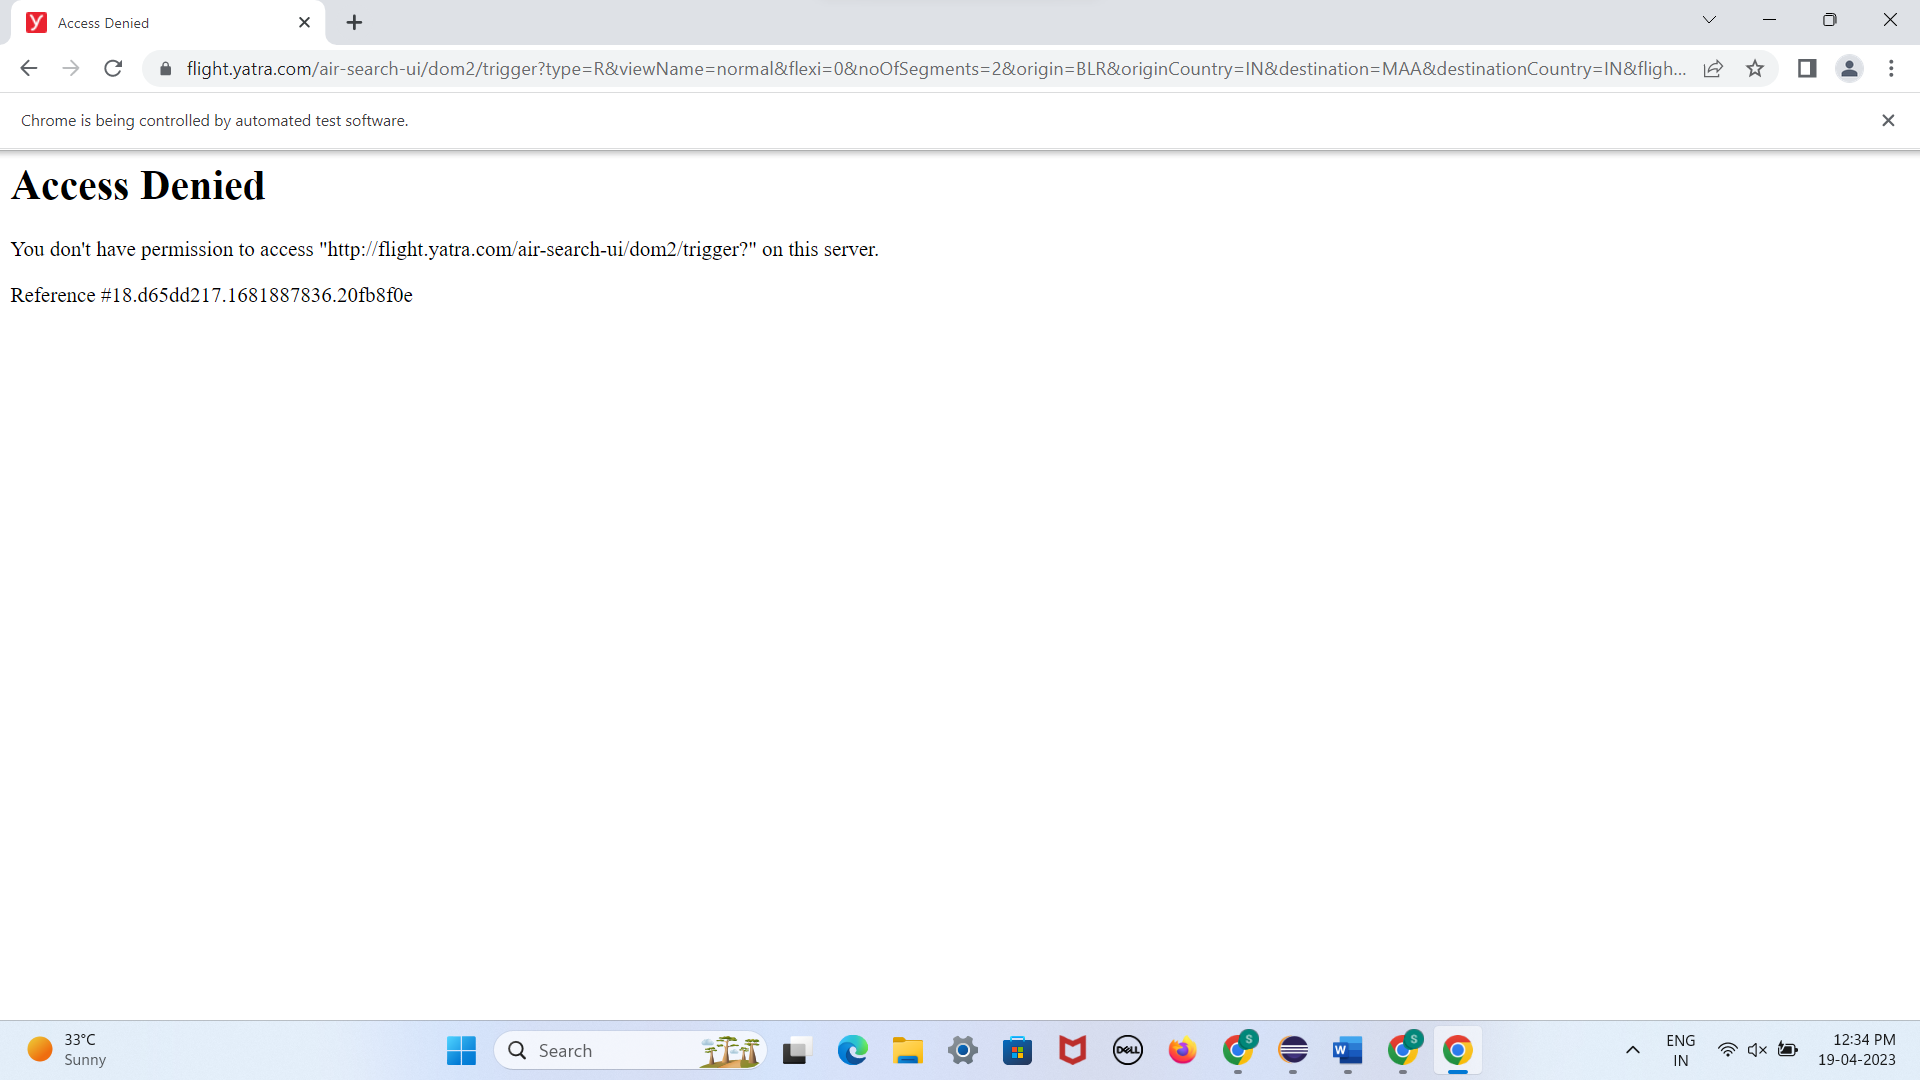 Access Denied
flight.yatra.com/air-search-ui/dom2/trigger?type=R&viewName=normal&flexi=0&noOfSegments=2&origin=BLR&originCountry=IN&destination=MAA&destinationCountry=IN&fligh...
Chrome is being controlled by automated test software.
Access Denied
You don't have permission to access "http://flight.yatra.com/air-search-ui/dom2/trigger?" on this server.
Reference #18.d65dd217.1681887836.20fb8f0e
33°C
Sunny
Search
DELL
S
W
S
ENG
IN
12:34 PM
19-04-2023